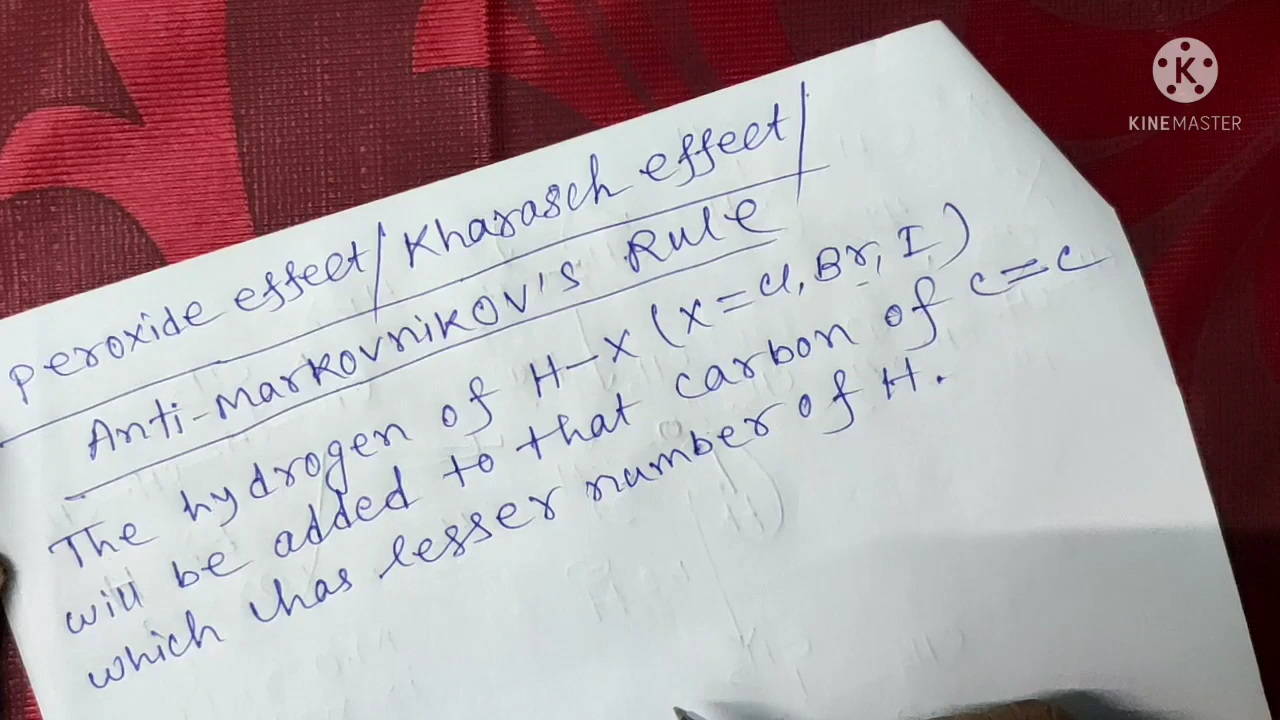 Peroxide effect/Kharasch effect/
Anti-Markovnikov's Rule
The hydrogen of H-X (X=Cl, Br, I)
will be added to that carbon of C=C
which has lesser number of H.
K
KINEMASTER